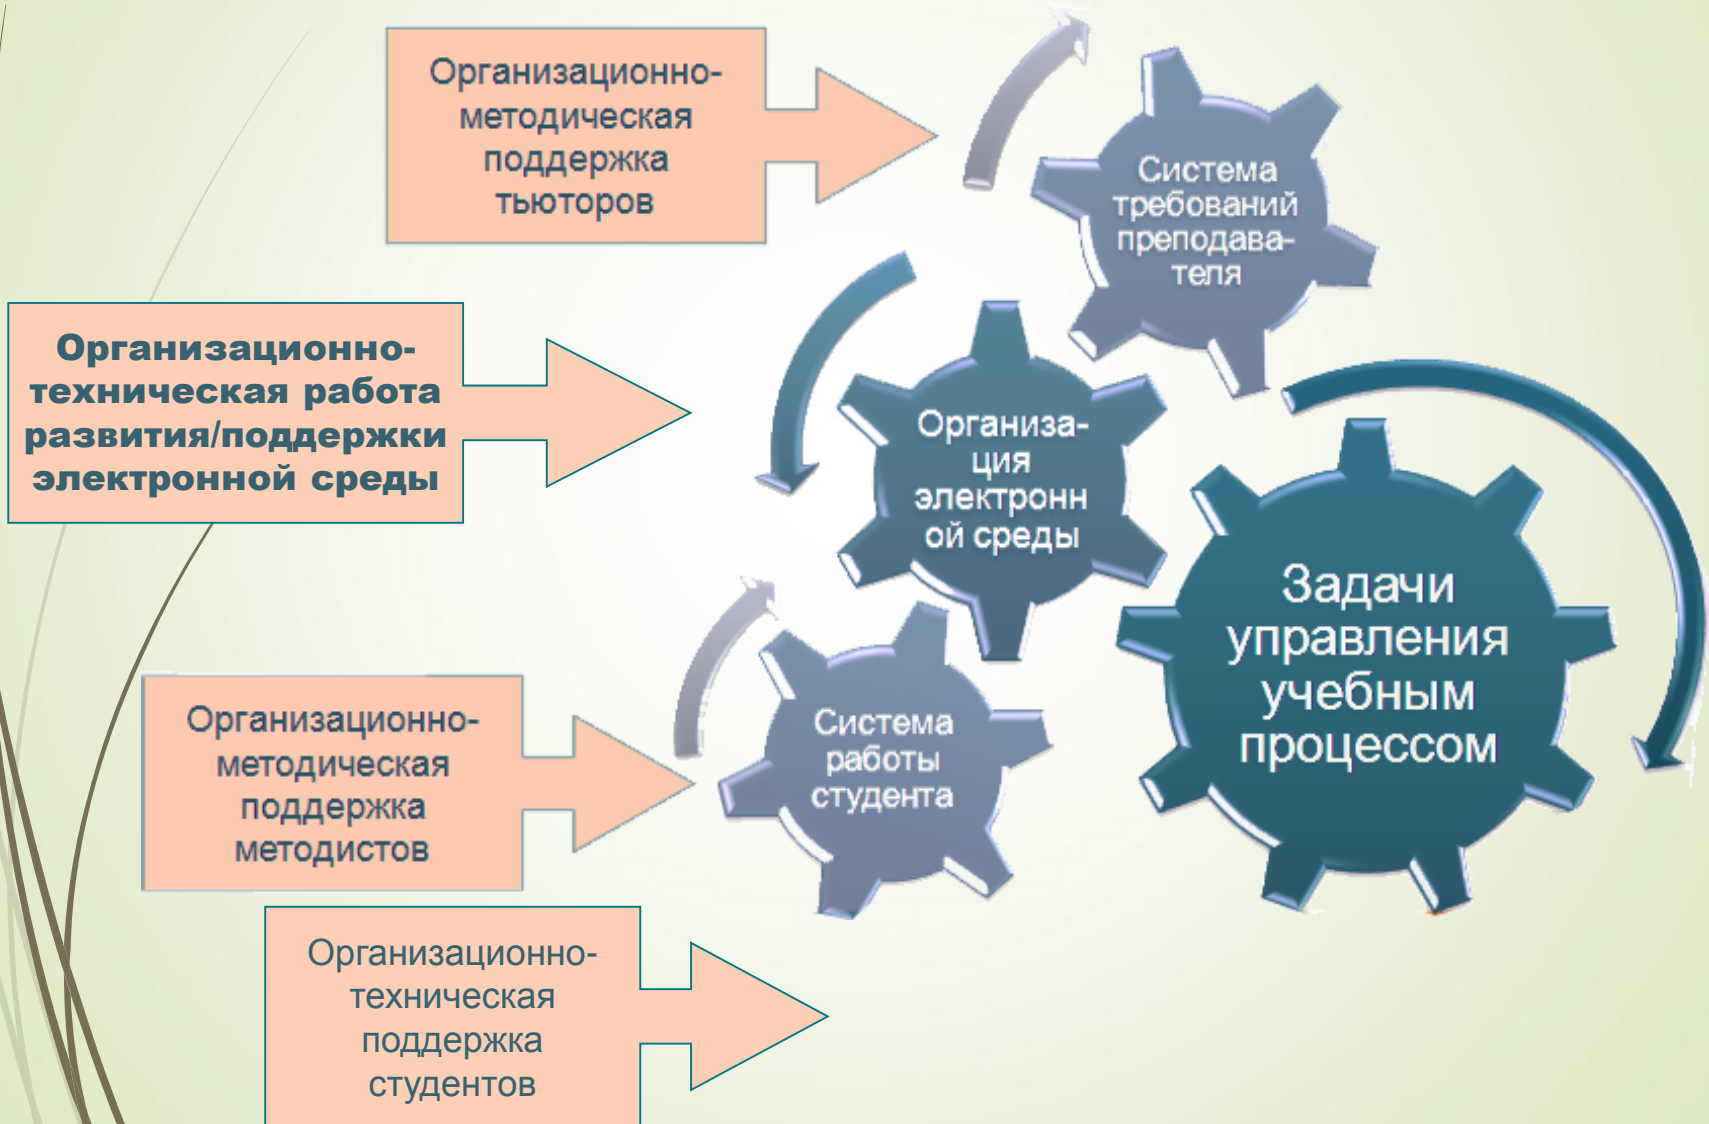 Организационно-
методическая
поддержка
тьюторов
Система
требований
преподава-
теля
Организационно-
техническая работа
развития/поддержки
электронной среды
Организа-
ция
электронн
ой среды
Задачи
управления
учебным
процессом
Организационно-
методическая
поддержка
методистов
Система
работы
студента
Организационно-
техническая
поддержка
студентов